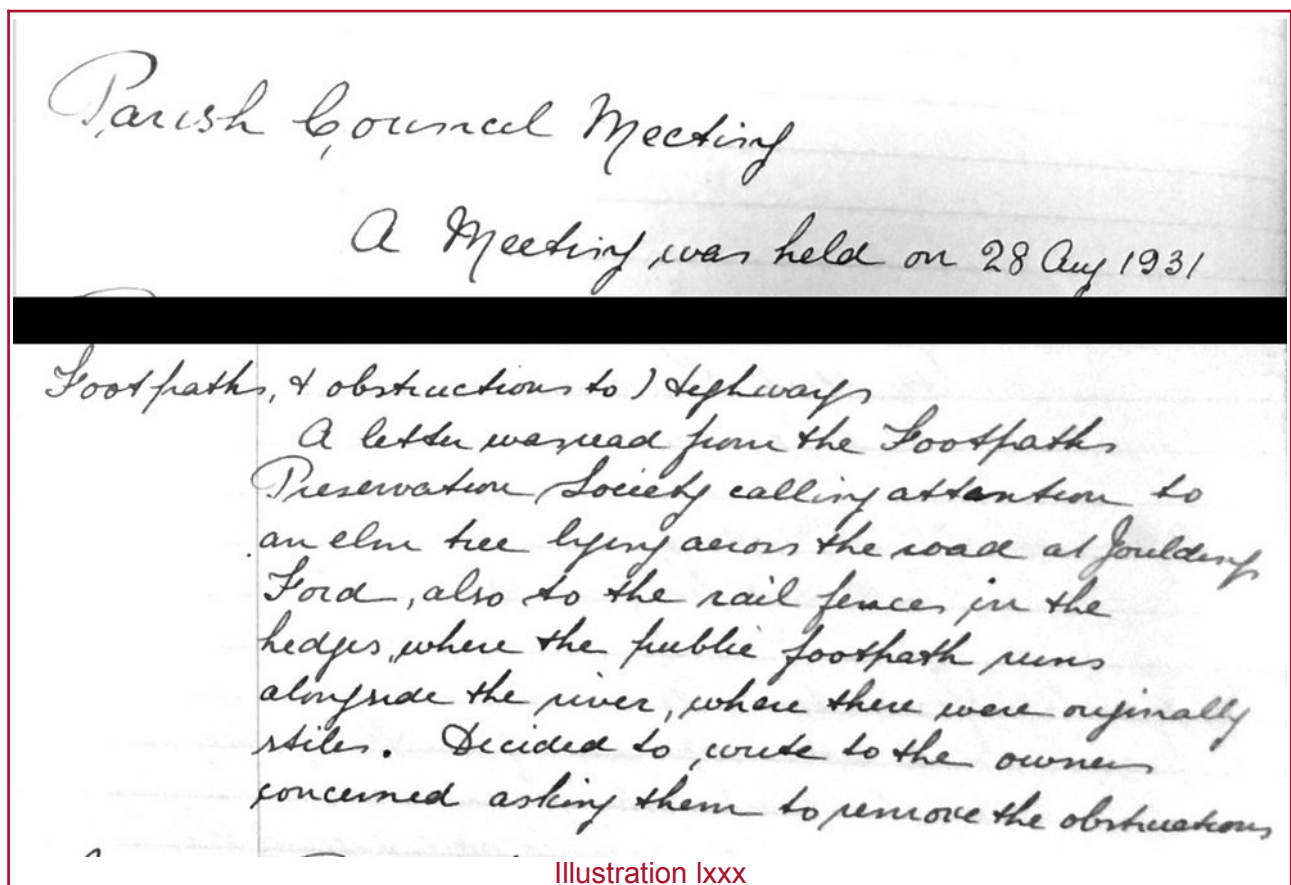 Parish Council Meeting
A Meeting was held on 28 Aug 1931
Footpaths, & obstructions to) Highways
A letter was read from the Footpaths
Preservation Society calling attention to
an elm tree lying across the road at Jouldings
Ford, also to the rail fences in the
hedges, where the public footpath runs
alongside the river, where there were originally
stiles. Decided to write to the owners
concerned asking them to remove the obstructions
Illustration lxxx